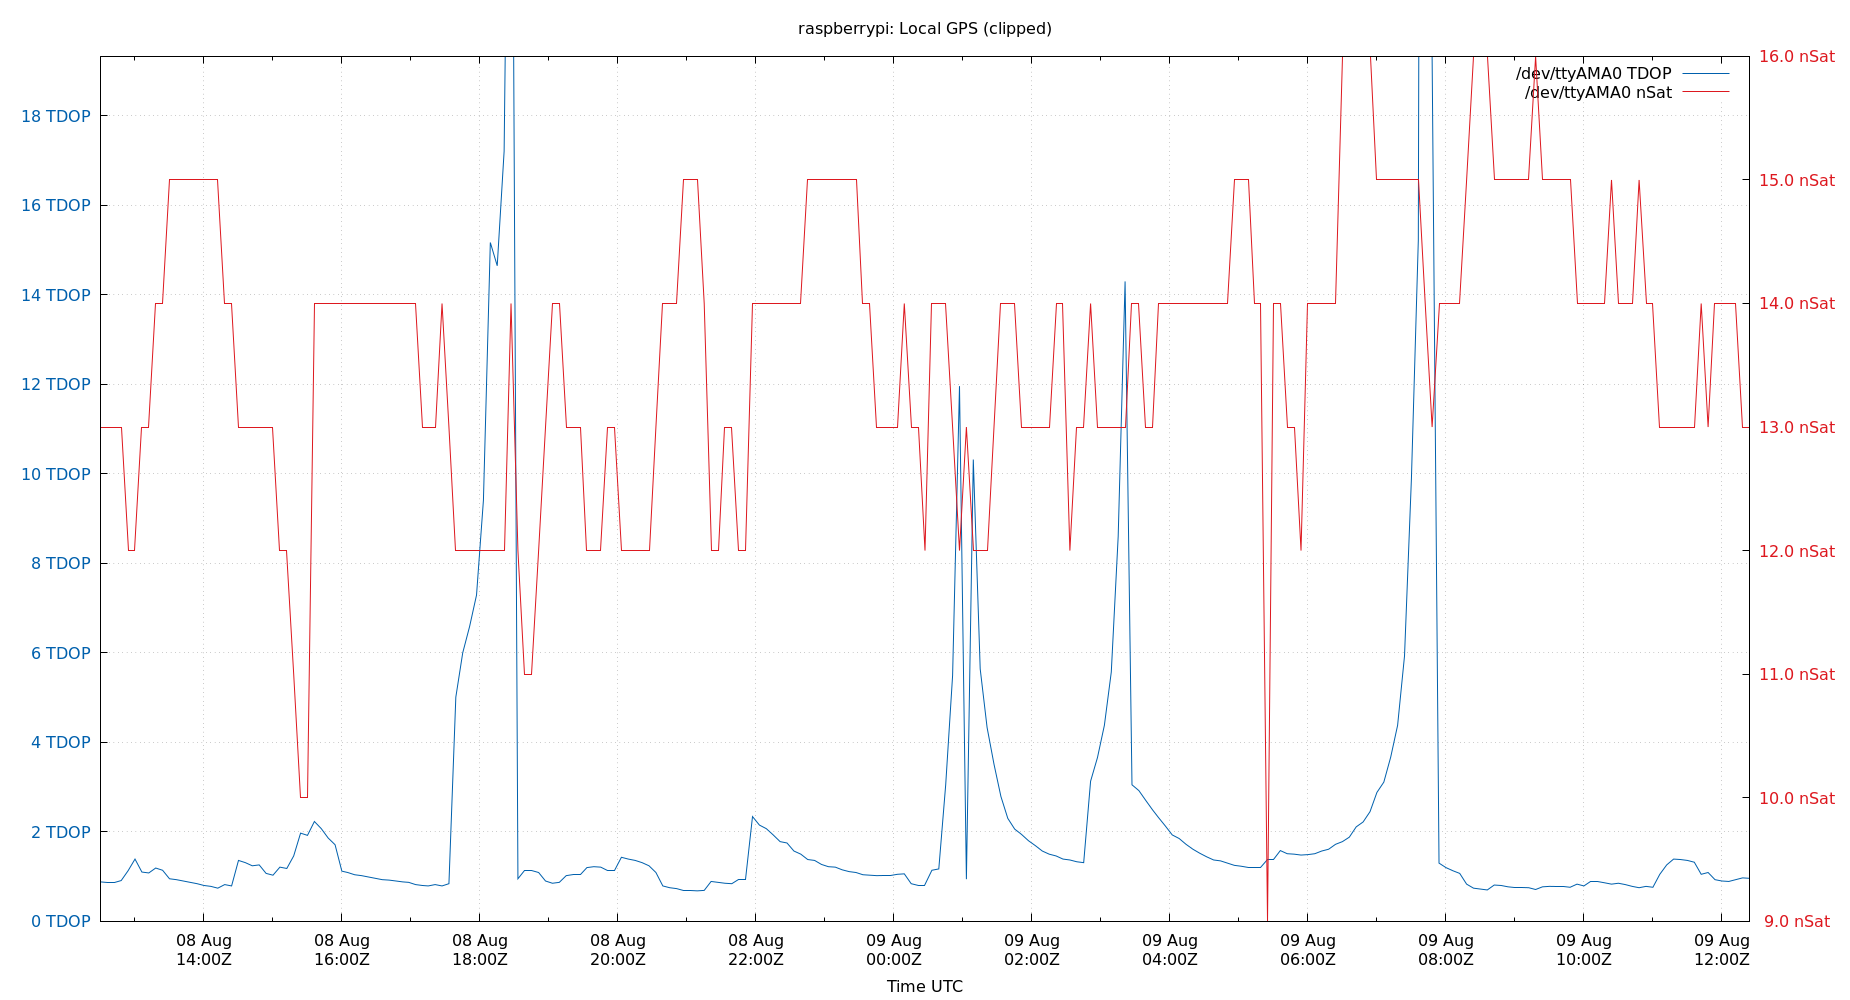 raspberrypi: Local GPS (clipped)
16.0 nSat
/dev/ttyAMA0 TDOP
/dev/ttyAMA0 nSat
18 TDOP
15.0 nSat
16 TDOP
14 TDOP
14.0 nSat
12 TDOP
13.0 nSat
10 TDOP
12.0 nSat
8 TDOP
6 TDOP
11.0 nSat
4 TDOP
10.0 nSat
2 TDOP
0 TDOP
9.0 nSat
08 Aug 08 Aug 08 Aug 08 Aug 08 Aug 09 Aug 09 Aug 09 Aug 09 Aug 09 Aug 09 Aug 09 Aug
14:00Z 16:00Z 18:00Z 20:00Z 22:00Z 00:00Z 02:00Z 04:00Z 06:00Z 08:00Z 10:00Z 12:00Z
Time UTC